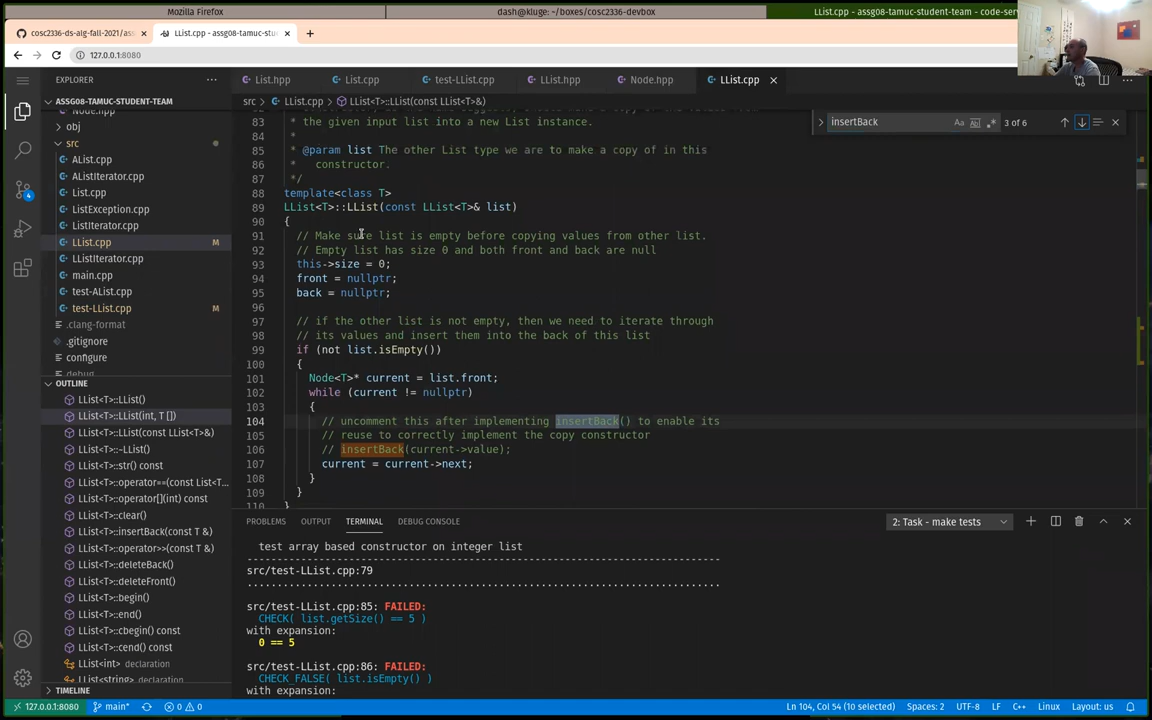 Mozilla Firefox
dash@kluge: ~/boxes/cosc2336-devbox
LList.cpp - assg08-tamuc-student-team - code-serv
cosc2336-ds-alg-fall-2021/ass
LList.cpp - assg08-tamuc-stu
127.0.0.1:8080
EXPLORER
List.hpp
List.cpp
test-LList.cpp
LList.hpp
Node.hpp
LList.cpp
ASSG08-TAMUC-STUDENT-TEAM
src > LList.cpp > LList<T>::LList(const LList<T>&)
Node.hpp
obj
src
AList.cpp
AListIterator.cpp
List.cpp
ListException.cpp
ListIterator.cpp
LList.cpp M
LListIterator.cpp
main.cpp
test-AList.cpp
test-LList.cpp M
.clang-format
.gitignore
configure
debug
insertBack
3 of 6
83 * the given input list into a new List instance.
84 *
85 * @param list The other List type we are to make a copy of in this
86 * constructor.
87 */
88 template<class T>
89 LList<T>::LList(const LList<T>& list)
90 {
91 // Make sure list is empty before copying values from other list.
92 // Empty list has size 0 and both front and back are null
93 this->size = 0;
94 front = nullptr;
95 back = nullptr;
96
97 // if the other list is not empty, then we need to iterate through
98 // its values and insert them into the back of this list
99 if (not list.isEmpty())
100 {
101 Node<T>* current = list.front;
102 while (current != nullptr)
103 {
104 // uncomment this after implementing insertBack() to enable its
105 // reuse to correctly implement the copy constructor
106 // insertBack(current->value);
107 current = current->next;
108 }
109 }
110 }
OUTLINE
LList<T>::LList()
LList<T>::LList(int, T [])
LList<T>::LList(const LList<T>&)
LList<T>::~LList()
LList<T>::str() const
LList<T>::operator==(const List<T...
LList<T>::operator[](int) const
LList<T>::clear()
LList<T>::insertBack(const T &)
LList<T>::operator>>(const T &)
LList<T>::deleteBack()
LList<T>::deleteFront()
LList<T>::begin()
LList<T>::end()
LList<T>::cbegin() const
LList<T>::cend() const
LList<int> declaration
LList<string> declaration
TIMELINE
PROBLEMS
OUTPUT
TERMINAL
DEBUG CONSOLE
2: Task - make tests
test array based constructor on integer list
-------------------------------------------------------------------------------
src/test-LList.cpp:79
...............................................................................
src/test-LList.cpp:85: FAILED:
CHECK( list.getSize() == 5 )
with expansion:
0 == 5
src/test-LList.cpp:86: FAILED:
CHECK_FALSE( list.isEmpty() )
with expansion:
127.0.0.1:8080
main*
0 0
Ln 104, Col 54 (10 selected)
Spaces: 2
UTF-8
LF
C++
Linux
Layout: us